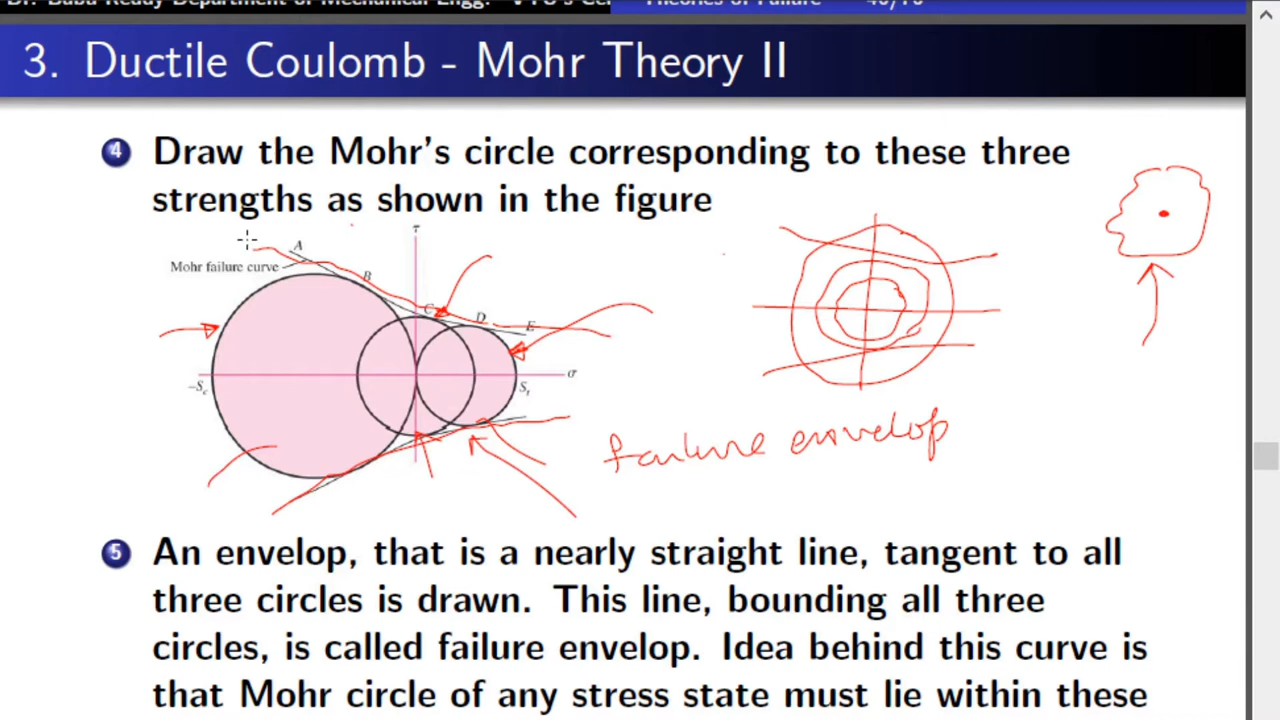 3. Ductile Coulomb - Mohr Theory II
4 Draw the Mohr's circle corresponding to these three
strengths as shown in the figure
τ
A
Mohr failure curve
B
C
D
E
−Sc
σ
St
failure envelop
5 An envelop, that is a nearly straight line, tangent to all
three circles is drawn. This line, bounding all three
circles, is called failure envelop. Idea behind this curve is
that Mohr circle of any stress state must lie within these